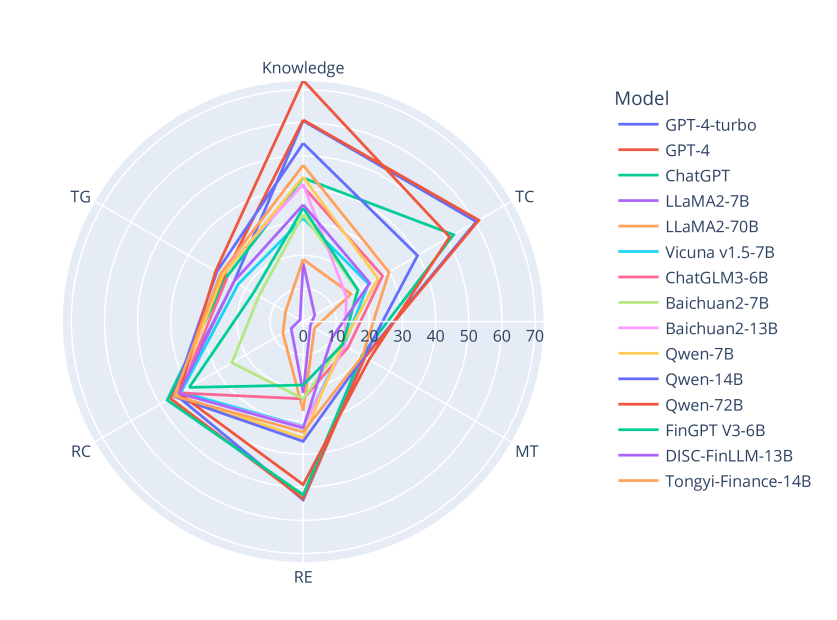 Knowledge
TC
MT
RE
RC
TG
0 10 20 30 40 50 60 70
Model
GPT-4-turbo
GPT-4
ChatGPT
LLaMA2-7B
LLaMA2-70B
Vicuna v1.5-7B
ChatGLM3-6B
Baichuan2-7B
Baichuan2-13B
Qwen-7B
Qwen-14B
Qwen-72B
FinGPT V3-6B
DISC-FinLLM-13B
Tongyi-Finance-14B